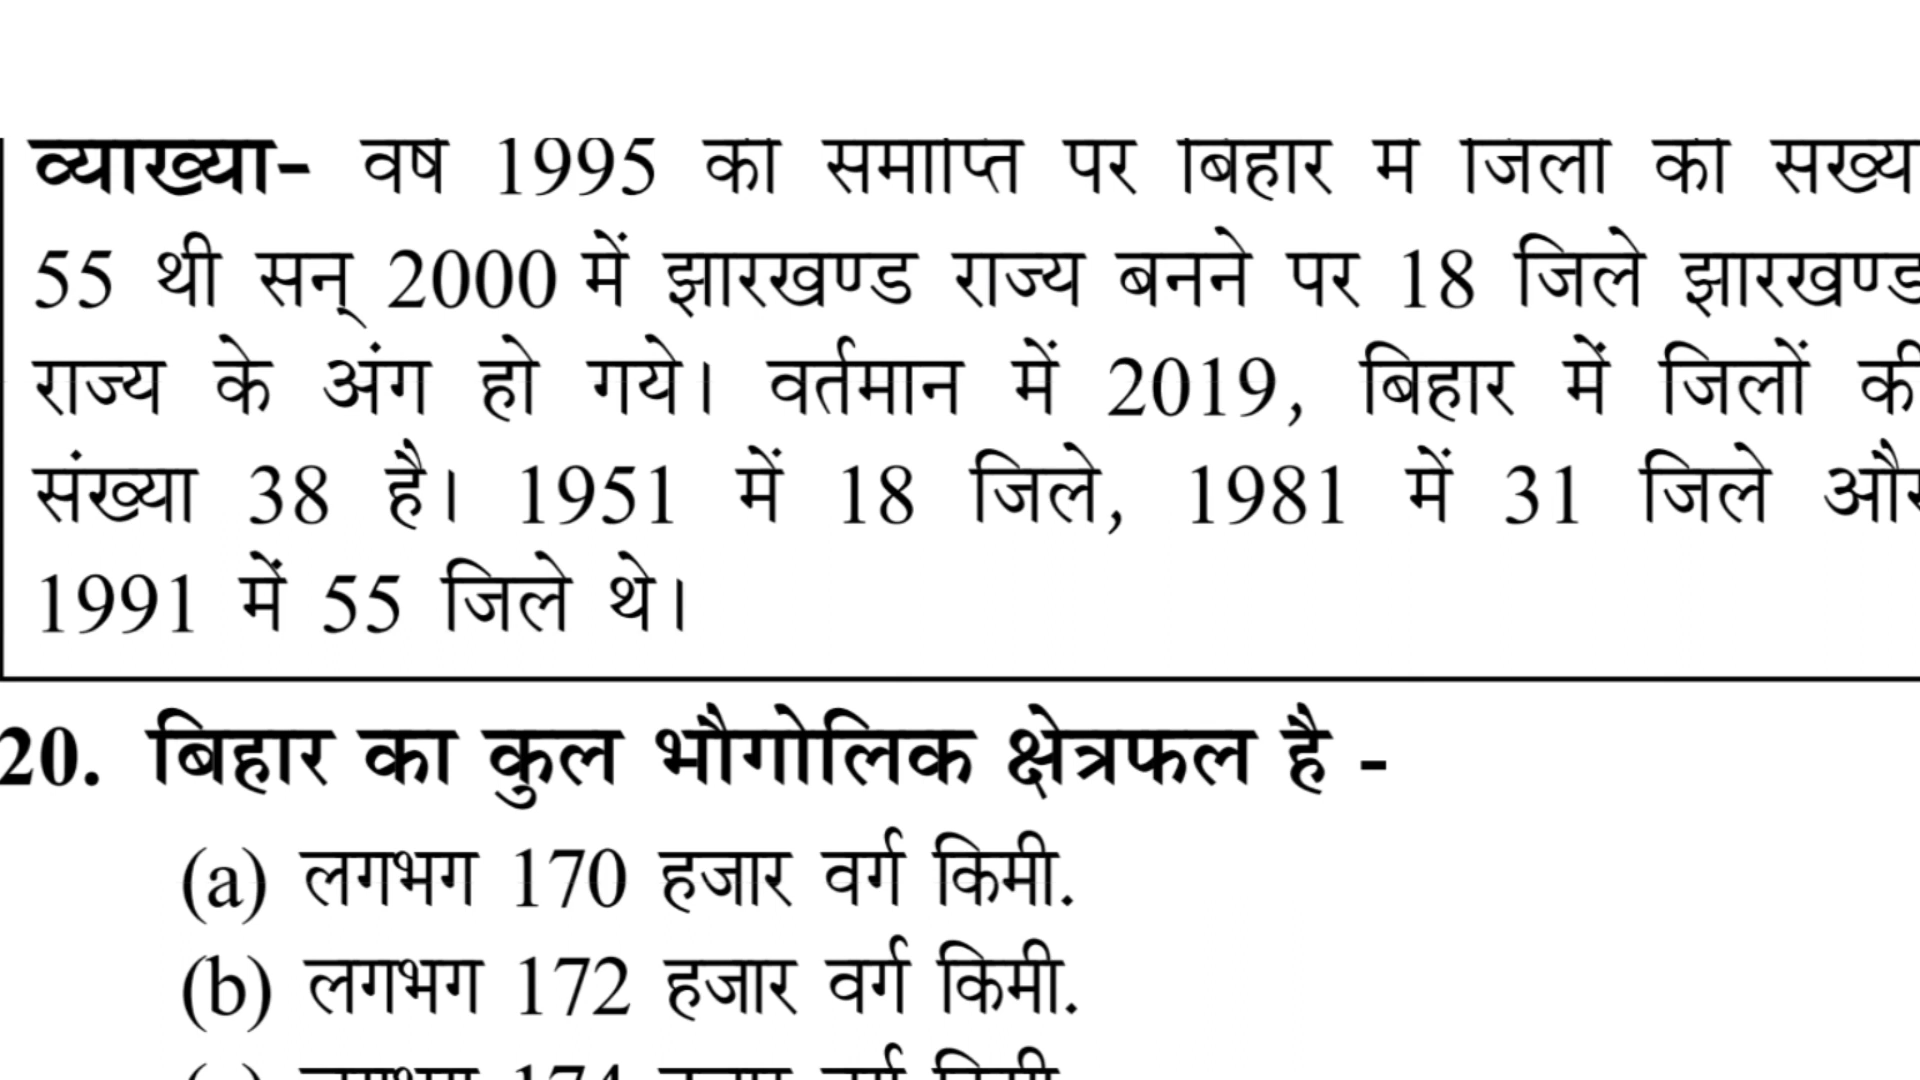 व्याख्या- वर्ष 1995 की समाप्ति पर बिहार में जिलों की
55 थी सन् 2000 में झारखण्ड राज्य बनने पर 18 जिले झारखण्ड
राज्य के अंग हो गये। वर्तमान में 2019, बिहार में जिलों की
संख्या 38 है। 1951 में 18 जिले, 1981 में 31 जिले और
1991 में 55 जिले थे।
20. बिहार का कुल भौगोलिक क्षेत्रफल है -
(a) लगभग 170 हजार वर्ग किमी.
(b) लगभग 172 हजार वर्ग किमी.